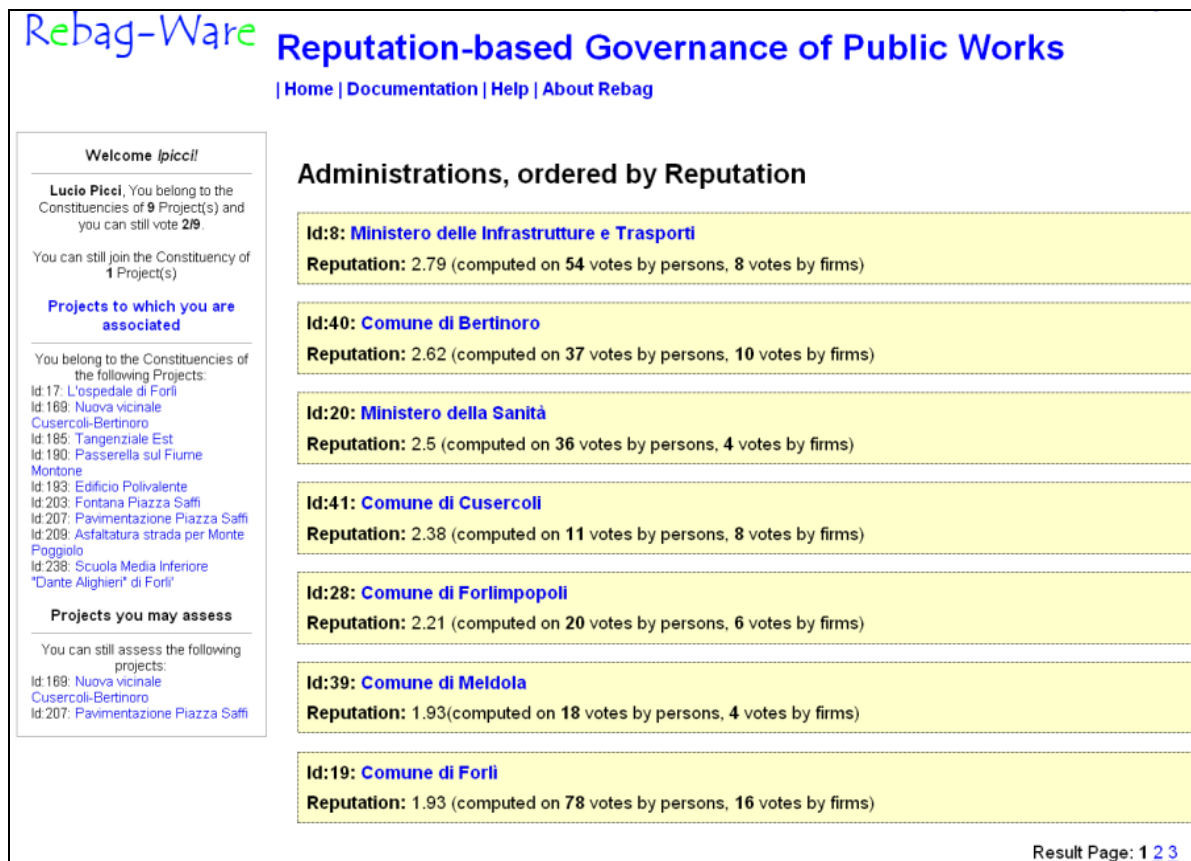 Rebag-Ware
Reputation-based Governance of Public Works
| Home | Documentation | Help | About Rebag
Welcome lpicci!
Lucio Picci, You belong to the
Constituencies of 9 Project(s) and
you can still vote 2/9.
You can still join the Constituency of
1 Project(s)
Projects to which you are
associated
You belong to the Constituencies of
the following Projects:
Id:17: L'ospedale di Forlì
Id:169: Nuova vicinale
Cusercoli-Bertinoro
Id:185: Tangenziale Est
Id:190: Passerella sul Fiume
Montone
Id:193: Edificio Polivalente
Id:203: Fontana Piazza Saffi
Id:207: Pavimentazione Piazza Saffi
Id:209: Asfaltatura strada per Monte
Poggiolo
Id:238: Scuola Media Inferiore
"Dante Alighieri" di Forli'
Projects you may assess
You can still assess the following
projects:
Id:169: Nuova vicinale
Cusercoli-Bertinoro
Id:207: Pavimentazione Piazza Saffi
Administrations, ordered by Reputation
Id:8: Ministero delle Infrastrutture e Trasporti
Reputation: 2.79 (computed on 54 votes by persons, 8 votes by firms)
Id:40: Comune di Bertinoro
Reputation: 2.62 (computed on 37 votes by persons, 10 votes by firms)
Id:20: Ministero della Sanità
Reputation: 2.5 (computed on 36 votes by persons, 4 votes by firms)
Id:41: Comune di Cusercoli
Reputation: 2.38 (computed on 11 votes by persons, 8 votes by firms)
Id:28: Comune di Forlimpopoli
Reputation: 2.21 (computed on 20 votes by persons, 6 votes by firms)
Id:39: Comune di Meldola
Reputation: 1.93(computed on 18 votes by persons, 4 votes by firms)
Id:19: Comune di Forlì
Reputation: 1.93 (computed on 78 votes by persons, 16 votes by firms)
Result Page: 1 2 3